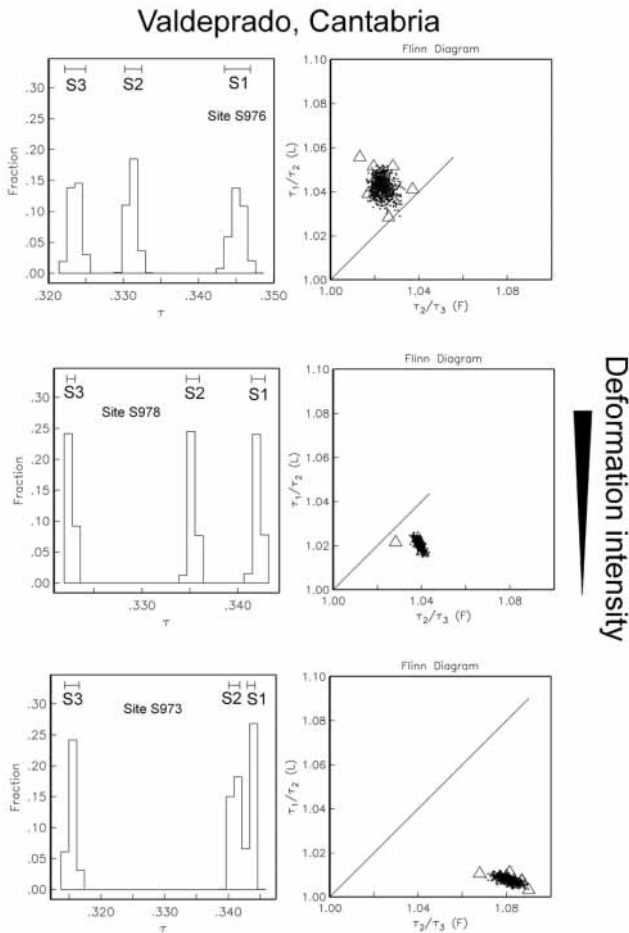 Valdeprado, Cantabria
S3 S2 S1
Site S976
Fraction
.30
.25
.20
.15
.10
.05
.00
.320 .330 .340 .350
τ
Flinn Diagram
τ1/τ2 (L)
1.10
1.08
1.06
1.04
1.02
1.00
1.00 1.04 1.08
τ2/τ3 (F)
S3 S2 S1
Site S978
Fraction
.30
.25
.20
.15
.10
.05
.00
.330 .340
τ
Flinn Diagram
τ1/τ2 (L)
1.10
1.08
1.06
1.04
1.02
1.00
1.00 1.04 1.08
τ2/τ3 (F)
Deformation intensity
S3 S2 S1
Site S973
Fraction
.30
.25
.20
.15
.10
.05
.00
.320 .330 .340
τ
Flinn Diagram
τ1/τ2 (L)
1.10
1.08
1.06
1.04
1.02
1.00
1.00 1.04 1.08
τ2/τ3 (F)